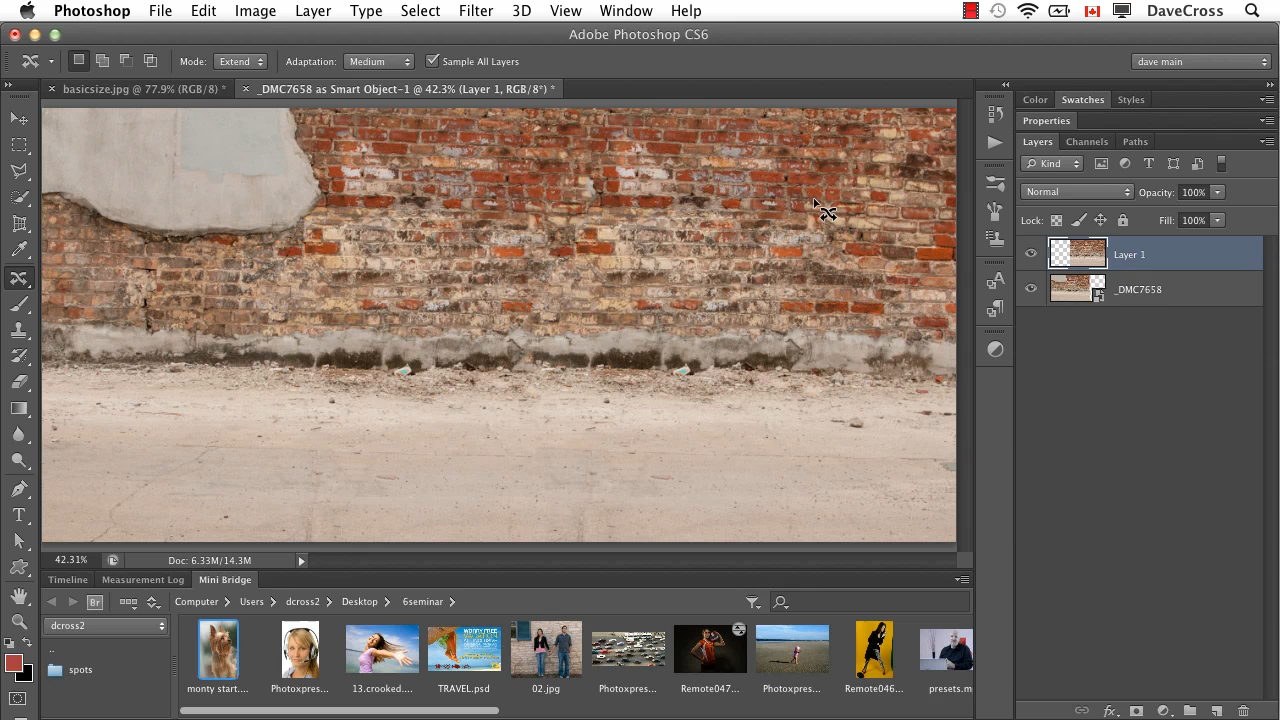 Photoshop File Edit Image Layer Type Select Filter 3D View Window Help DaveCross
Adobe Photoshop CS6
Mode: Extend Adaptation: Medium Sample All Layers dave main
basicsize.jpg @ 77.9% (RGB/8) * _DMC7658 as Smart Object-1 @ 42.3% (Layer 1, RGB/8*) *
Color Swatches Styles
Properties
Layers Channels Paths
Kind
Normal Opacity: 100%
Lock: Fill: 100%
Layer 1
_DMC7658
42.31% Doc: 6.33M/14.3M
Timeline Measurement Log Mini Bridge
Br Computer Users dcross2 Desktop 6seminar
dcross2
..
spots
monty start.... Photoxpres... 13.crooked.... TRAVEL.psd 02.jpg Photoxpres... Remote047... Photoxpres... Remote046... presets.m